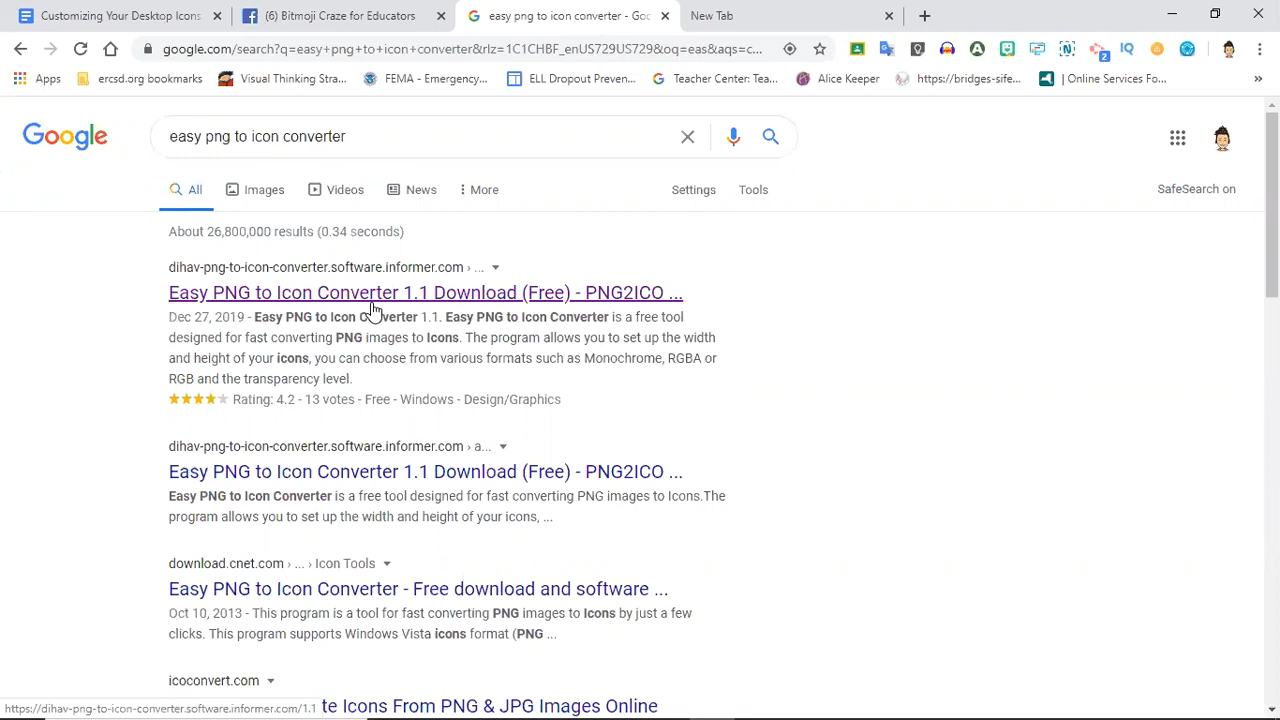 Customizing Your Desktop Icons
(6) Bitmoji Craze for Educators
easy png to icon converter - Goo
New Tab
google.com/search?q=easy+png+to+icon+converter&rlz=1C1CHBF_enUS729US729&oq=eas&aqs=c...
Apps
ercsd.org bookmarks
Visual Thinking Stra...
FEMA - Emergency...
ELL Dropout Preven...
Teacher Center: Tea...
Alice Keeper
https://bridges-sife...
| Online Services Fo...
Google
easy png to icon converter
All
Images
Videos
News
More
Settings
Tools
SafeSearch on
About 26,800,000 results (0.34 seconds)
dihav-png-to-icon-converter.software.informer.com › ...
Easy PNG to Icon Converter 1.1 Download (Free) - PNG2ICO ...
Dec 27, 2019 - Easy PNG to Icon Converter 1.1. Easy PNG to Icon Converter is a free tool
designed for fast converting PNG images to Icons. The program allows you to set up the width
and height of your icons, you can choose from various formats such as Monochrome, RGBA or
RGB and the transparency level.
Rating: 4.2 - 13 votes - Free - Windows - Design/Graphics
dihav-png-to-icon-converter.software.informer.com › a...
Easy PNG to Icon Converter 1.1 Download (Free) - PNG2ICO ...
Easy PNG to Icon Converter is a free tool designed for fast converting PNG images to Icons.The
program allows you to set up the width and height of your icons, ...
download.cnet.com › ... › Icon Tools
Easy PNG to Icon Converter - Free download and software ...
Oct 10, 2013 - This program is a tool for fast converting PNG images to Icons by just a few
clicks. This program supports Windows Vista icons format (PNG ...
icoconvert.com
te Icons From PNG & JPG Images Online
https://dihav-png-to-icon-converter.software.informer.com/1.1